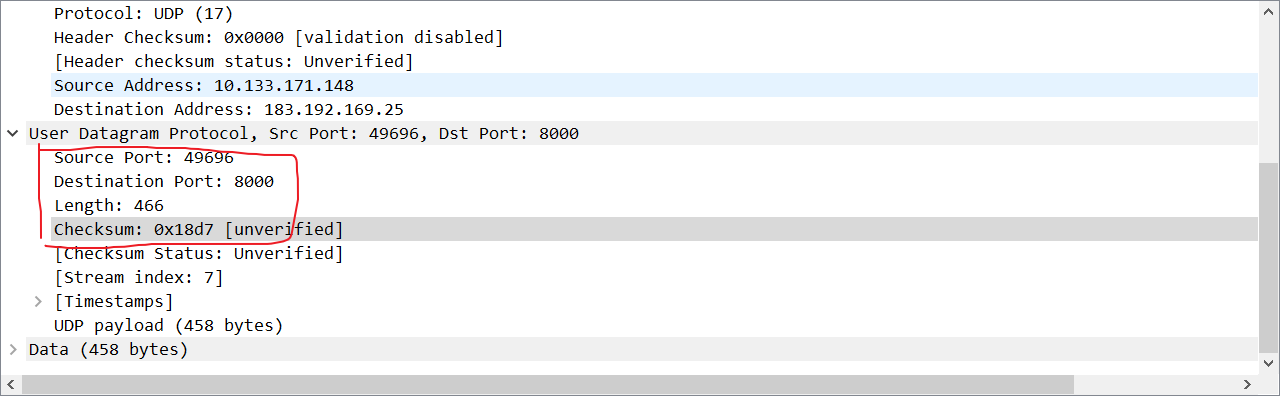 Protocol: UDP (17)
Header Checksum: 0x0000 [validation disabled]
[Header checksum status: Unverified]
Source Address: 10.133.171.148
Destination Address: 183.192.169.25
User Datagram Protocol, Src Port: 49696, Dst Port: 8000
Source Port: 49696
Destination Port: 8000
Length: 466
Checksum: 0x18d7 [unverified]
[Checksum Status: Unverified]
[Stream index: 7]
[Timestamps]
UDP payload (458 bytes)
Data (458 bytes)